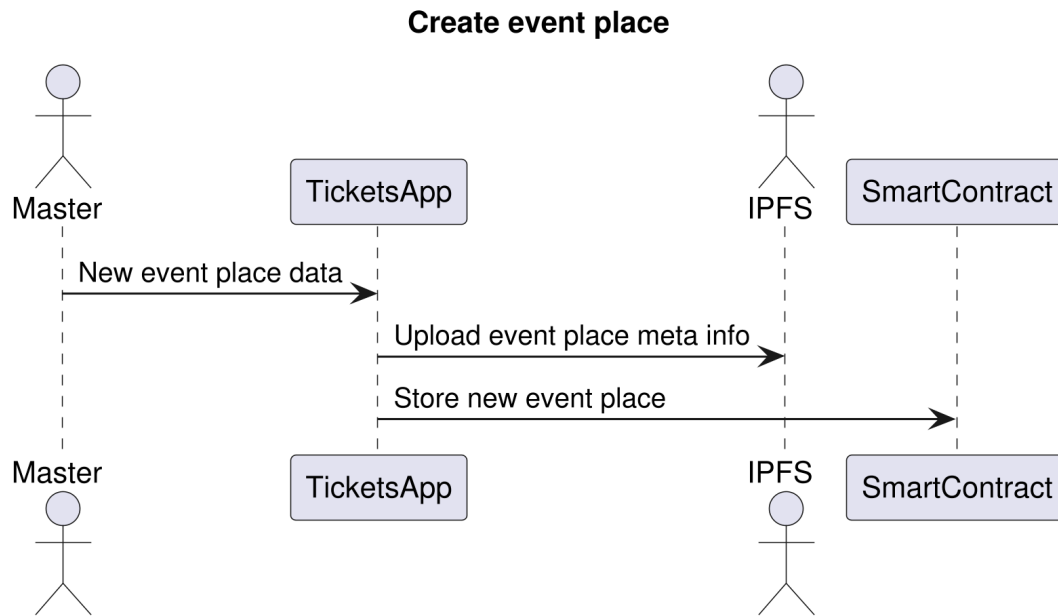 Create event place
Master
TicketsApp
IPFS
SmartContract
New event place data
Upload event place meta info
Store new event place
Master
TicketsApp
IPFS
SmartContract